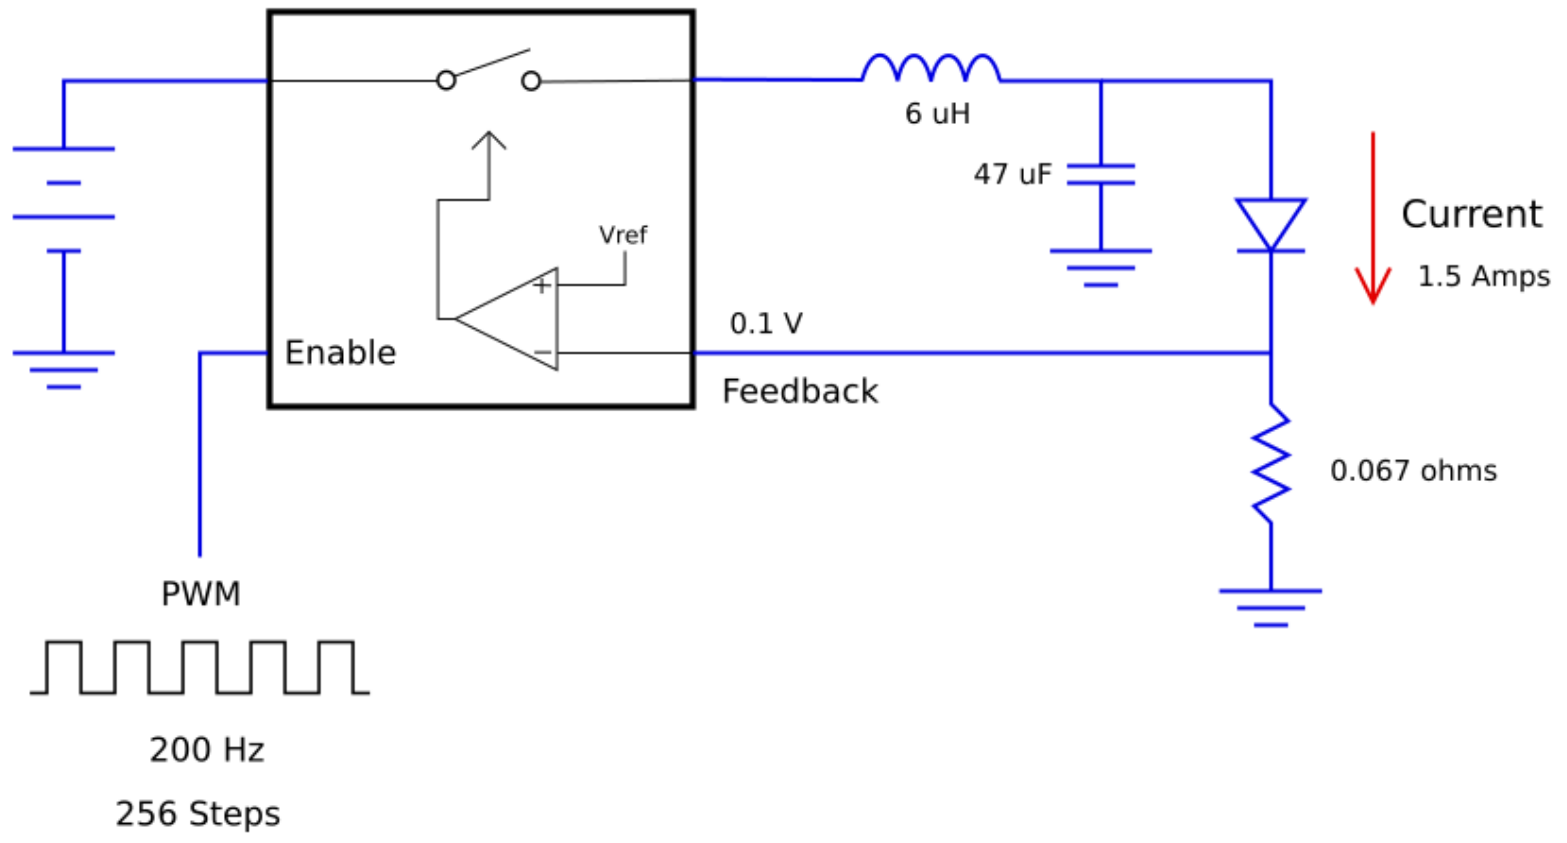 6 uH
47 uF
Current
Vref
1.5 Amps
+
0.1 V
Enable
−
Feedback
0.067 ohms
PWM
200 Hz
256 Steps